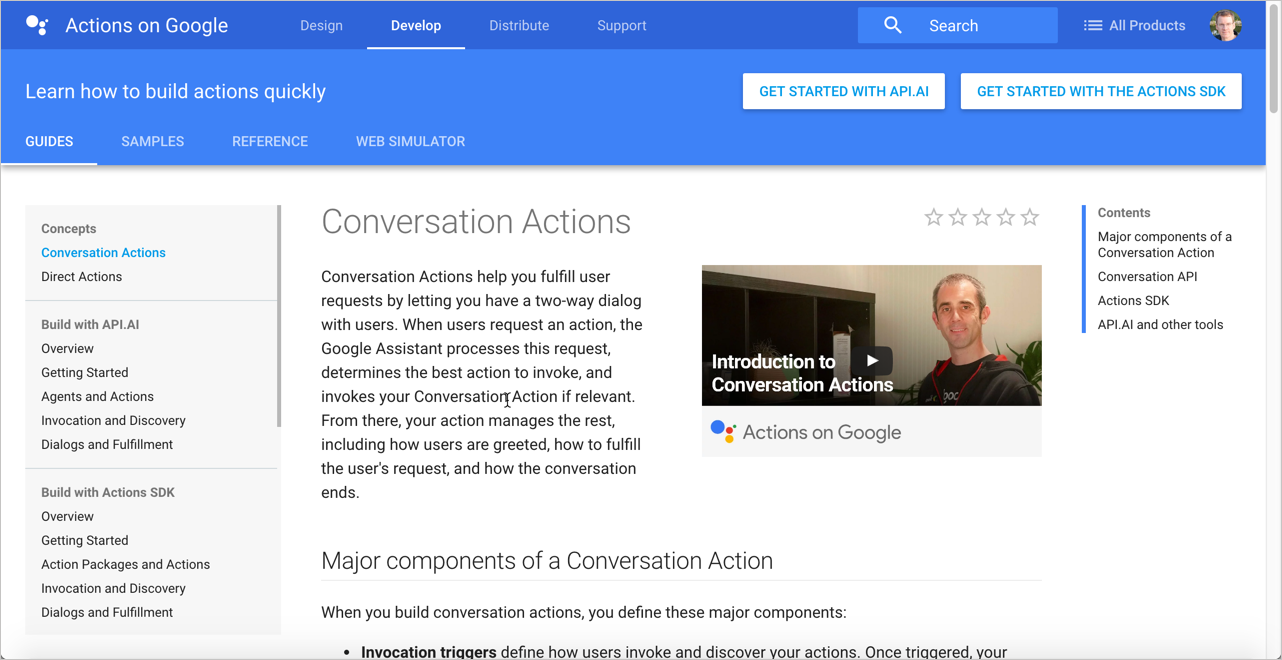 Actions on Google
Design
Develop
Distribute
Support
Search
All Products
Learn how to build actions quickly
GET STARTED WITH API.AI
GET STARTED WITH THE ACTIONS SDK
GUIDES
SAMPLES
REFERENCE
WEB SIMULATOR
Concepts
Conversation Actions
Direct Actions
Build with API.AI
Overview
Getting Started
Agents and Actions
Invocation and Discovery
Dialogs and Fulfillment
Build with Actions SDK
Overview
Getting Started
Action Packages and Actions
Invocation and Discovery
Dialogs and Fulfillment
Conversation Actions
Conversation Actions help you fulfill user
requests by letting you have a two-way dialog
with users. When users request an action, the
Google Assistant processes this request,
determines the best action to invoke, and
invokes your Conversation Action if relevant.
From there, your action manages the rest,
including how users are greeted, how to fulfill
the user's request, and how the conversation
ends.
Introduction to
Conversation Actions
Actions on Google
Major components of a Conversation Action
When you build conversation actions, you define these major components:
• Invocation triggers define how users invoke and discover your actions. Once triggered, your
Contents
Major components of a
Conversation Action
Conversation API
Actions SDK
API.AI and other tools